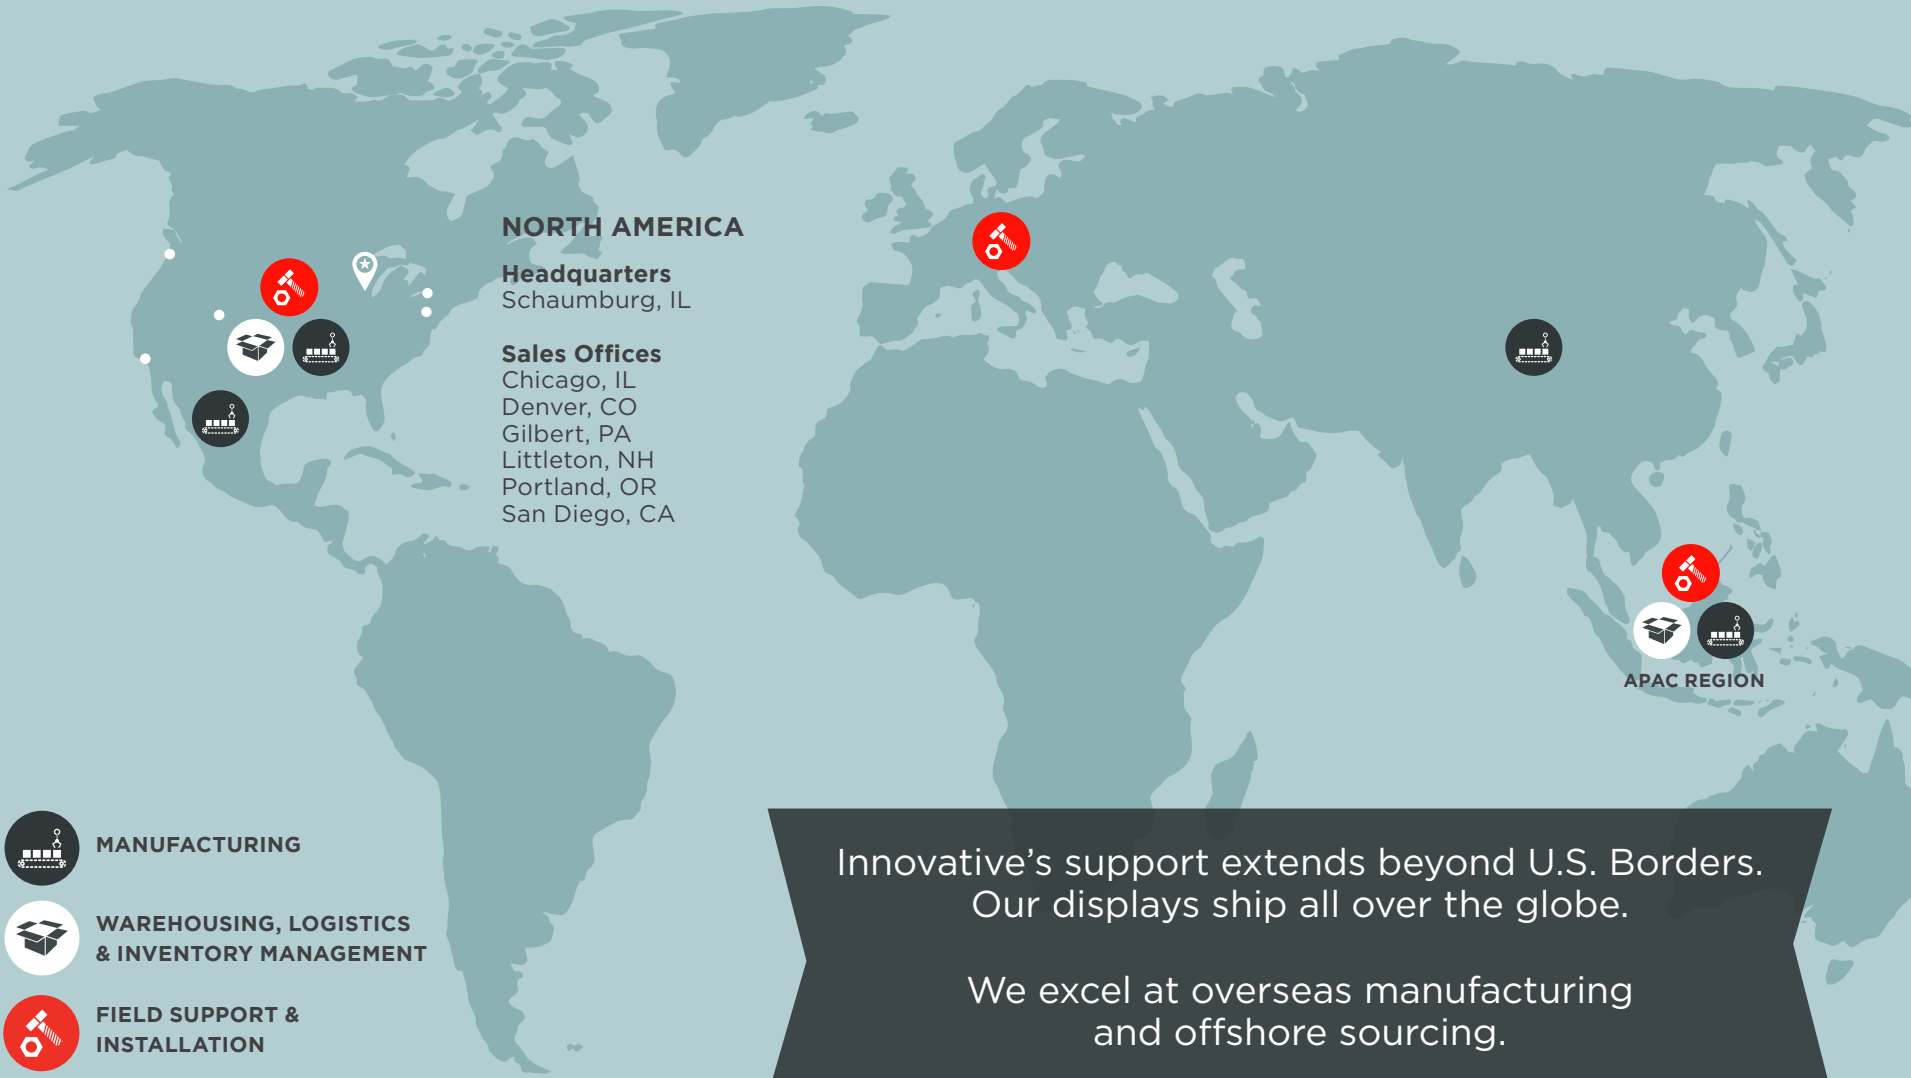 NORTH AMERICA
Headquarters
Schaumburg, IL
Sales Offices
Chicago, IL
Denver, CO
Gilbert, PA
Littleton, NH
Portland, OR
San Diego, CA
APAC REGION
MANUFACTURING
WAREHOUSING, LOGISTICS
& INVENTORY MANAGEMENT
FIELD SUPPORT &
INSTALLATION
Innovative’s support extends beyond U.S. Borders.
Our displays ship all over the globe.
We excel at overseas manufacturing
and offshore sourcing.